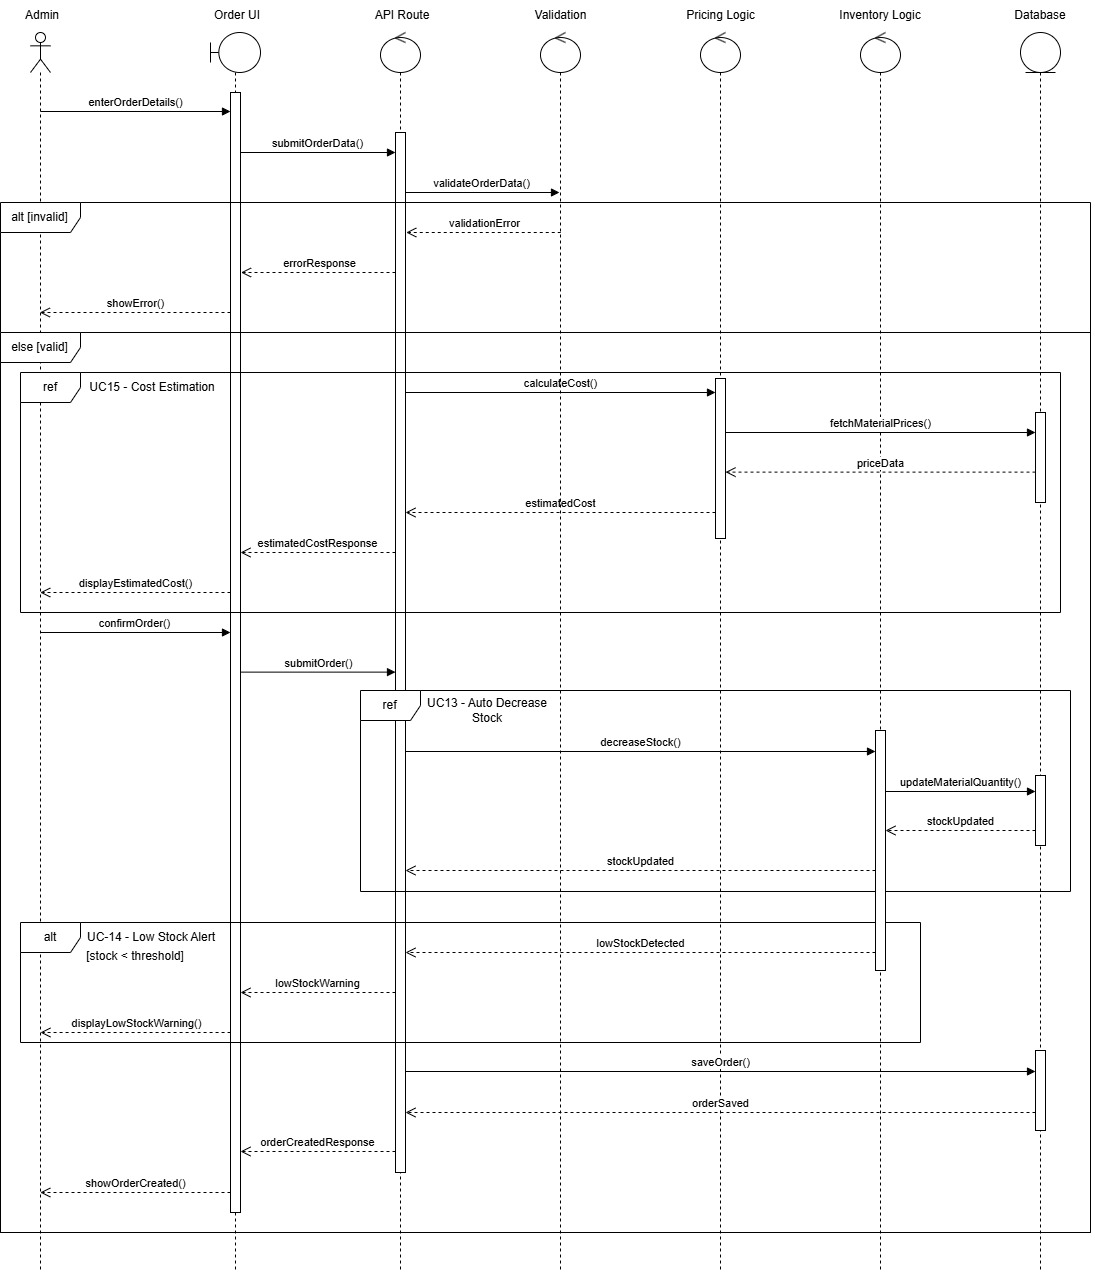 Admin
Order UI
API Route
Validation
Pricing Logic
Inventory Logic
Database
enterOrderDetails()
submitOrderData()
validateOrderData()
alt [invalid]
validationError
errorResponse
showError()
else [valid]
ref
UC15 - Cost Estimation
calculateCost()
fetchMaterialPrices()
priceData
estimatedCost
estimatedCostResponse
displayEstimatedCost()
confirmOrder()
submitOrder()
ref
UC13 - Auto Decrease
Stock
decreaseStock()
updateMaterialQuantity()
stockUpdated
stockUpdated
alt
UC-14 - Low Stock Alert
[stock < threshold]
lowStockDetected
lowStockWarning
displayLowStockWarning()
saveOrder()
orderSaved
orderCreatedResponse
showOrderCreated()